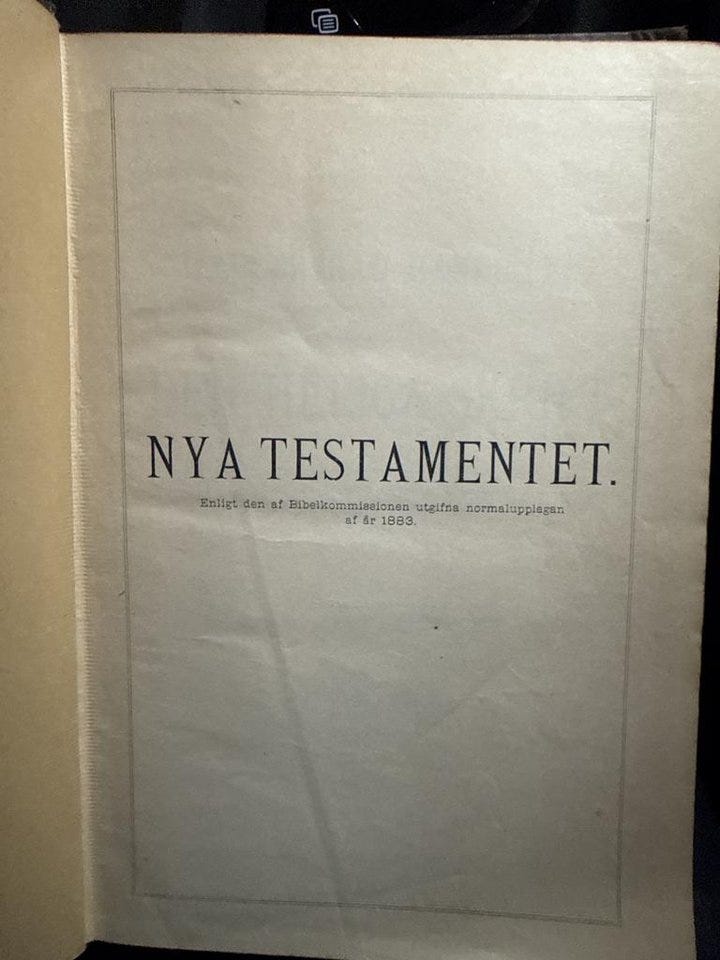 NYA TESTAMENTET.
Enligt den af Bibelkommissionen utgifna normalupplagan
af år 1883.